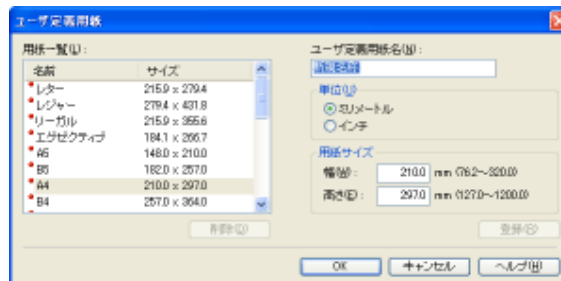 ユーザ定義用紙
用紙一覧(L):
名前 サイズ
レター 215.9 x 279.4
レジャー 279.4 x 431.8
リーガル 215.9 x 355.6
エグゼクティブ 184.1 x 266.7
A5 148.0 x 210.0
B5 182.0 x 257.0
A4 210.0 x 297.0
B4 257.0 x 364.0
削除(D)
ユーザ定義用紙名(N):
単位(U)
ミリメートル
インチ
用紙サイズ
幅(W): 210.0 mm (76.2~320.0)
高さ(E): 297.0 mm (127.0~1200.0)
登録(S)
OK キャンセル ヘルプ(H)